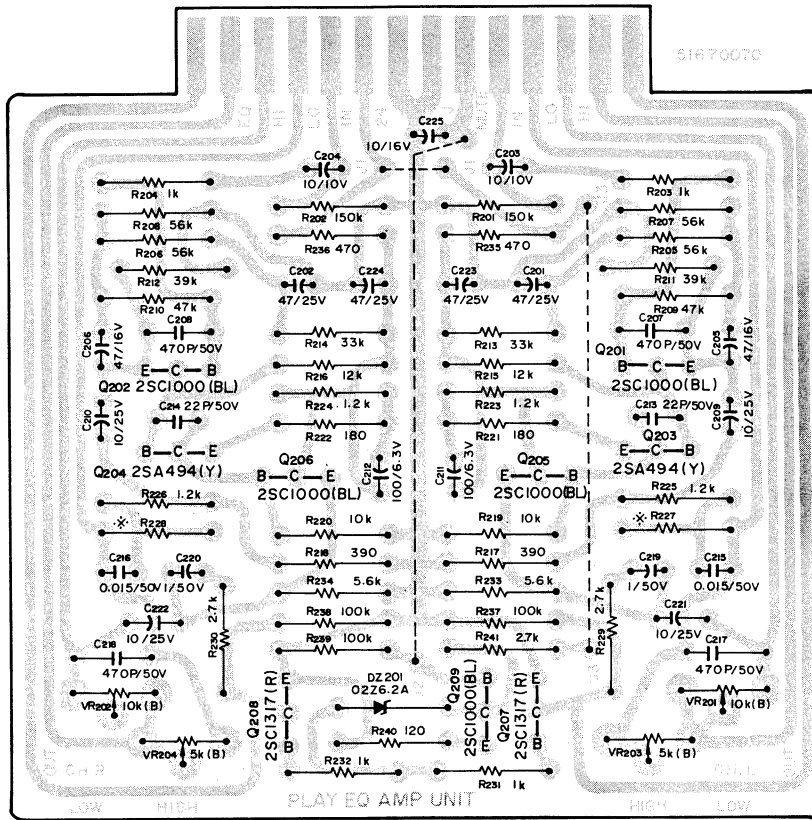 51670070
EQ HI LO IN 24 J MUTE IN LO HI
C225
10/16V
C204
10/10V
C203
10/10V
R204 1k
R202 150k
R201 150k
R203 1k
R208 56k
R236 470
R235 470
R207 56k
R206 56k
R205 56k
R212 39k
C202
47/25V
C224
47/25V
C223
47/25V
C201
47/25V
R211 39k
R210 47k
R209 47k
C206
47/16V
C208
470P/50V
R214 33k
R213 33k
C207
470P/50V
C205
47/16V
Q202 E-C-B
2SC1000(BL)
R216 12k
R215 12k
Q201 B-C-E
2SC1000(BL)
C210
10/25V
C214 22P/50V
R224 1.2k
R223 1.2k
C213 22P/50V
C209
10/25V
R222 180
R221 180
B-C-E
Q204 2SA494(Y)
Q206
B-C-E
2SC1000(BL)
C212
100/6.3V
C211
100/6.3V
Q205
E-C-B
2SC1000(BL)
Q203
E-C-B
2SA494(Y)
R226 1.2k
R225 1.2k
※ R228
R220 10k
R219 10k
※ R227
R218 390
R217 390
C216
0.015/50V
C220
1/50V
R234 5.6k
R233 5.6k
C219
1/50V
C215
0.015/50V
C222
10/25V
R230 2.7k
R238 100k
R237 100k
R229 2.7k
C221
10/25V
C218
470P/50V
R239 100k
R241 2.7k
C217
470P/50V
VR202 10k(B)
Q208
2SC1317(R)
E C B
DZ201
02Z6.2A
Q209
2SC1000(BL)
B C E
Q207
2SC1317(R)
E C B
VR201 10k(B)
VR204 5k(B)
R240 120
VR203 5k(B)
R232 1k
R231 1k
CH R
LOW HIGH PLAY EQ AMP UNIT HIGH LOW